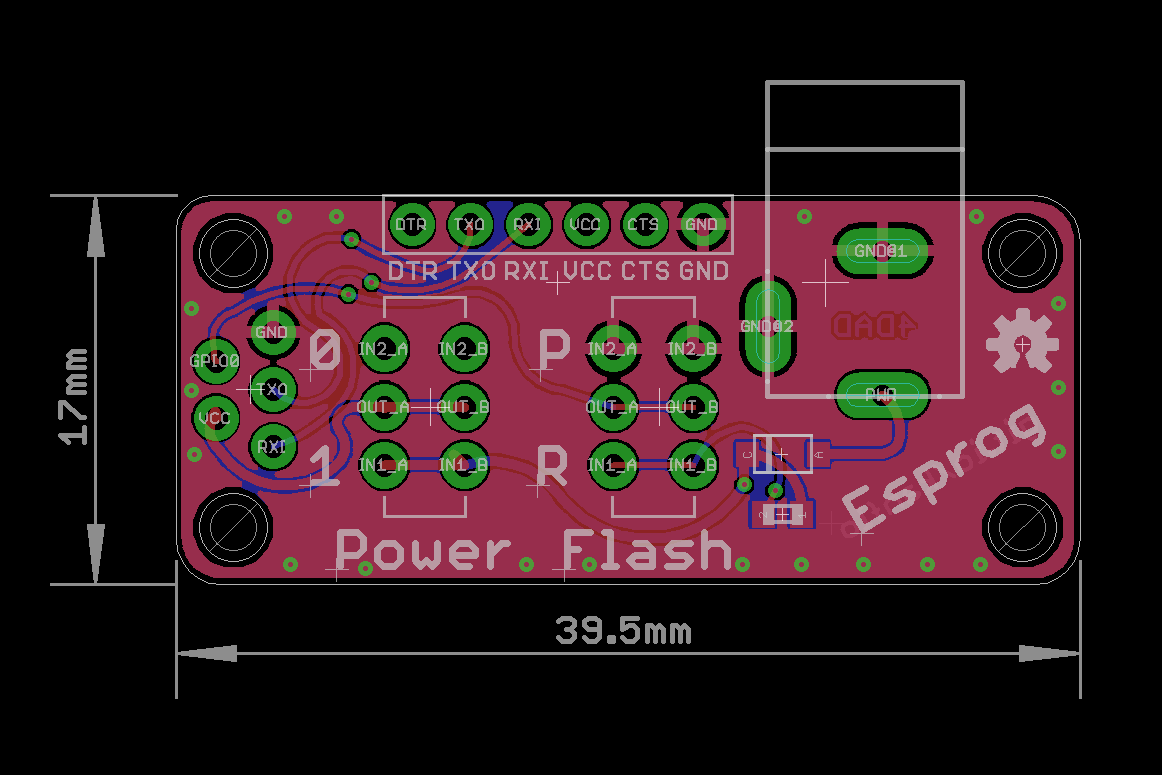 DTR TXO RXI VCC CTS GND
DTR TXO RXI VCC CTS GND
GND@1
GND@2
PWR
GND
GPIO0
TXO
VCC
RXI
0
1
IN2_A IN2_B
OUT_A OUT_B
IN1_A IN1_B
P
R
IN2_A IN2_B
OUT_A OUT_B
IN1_A IN1_B
C A
2 1
Esprog
Power Flash
17mm
39.5mm